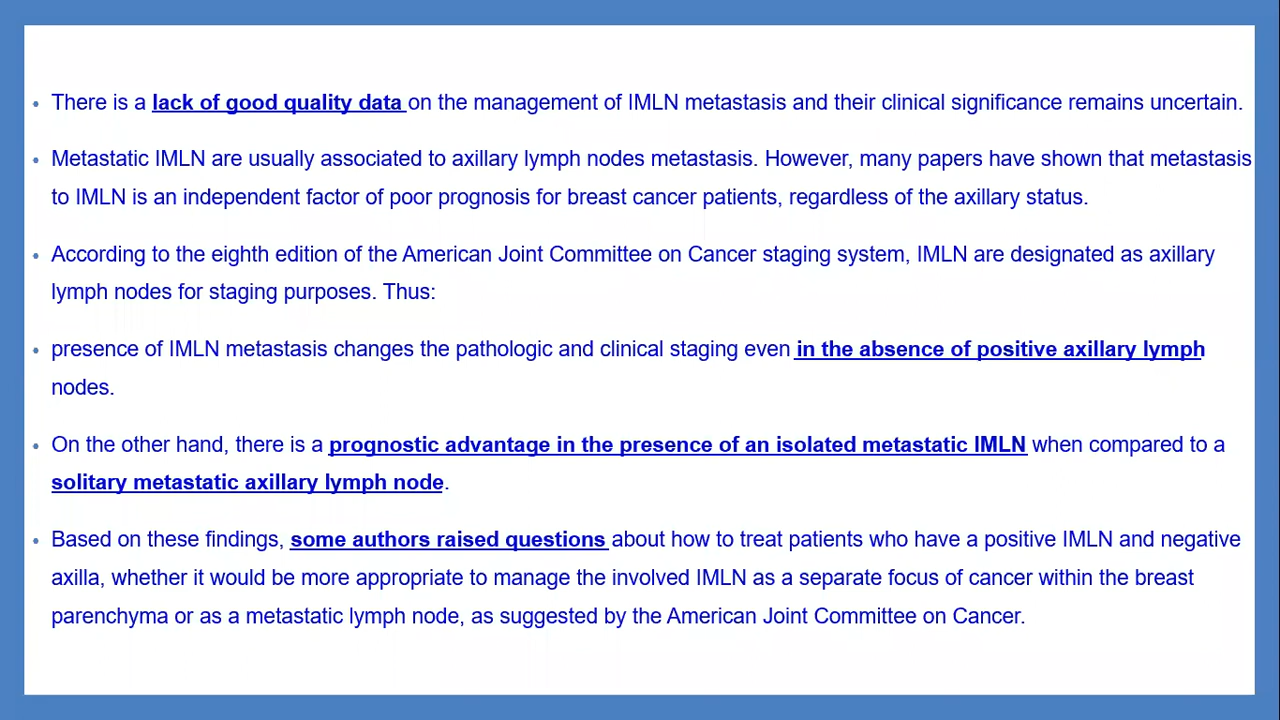 • There is a lack of good quality data on the management of IMLN metastasis and their clinical significance remains uncertain.
• Metastatic IMLN are usually associated to axillary lymph nodes metastasis. However, many papers have shown that metastasis
to IMLN is an independent factor of poor prognosis for breast cancer patients, regardless of the axillary status.
• According to the eighth edition of the American Joint Committee on Cancer staging system, IMLN are designated as axillary
lymph nodes for staging purposes. Thus:
• presence of IMLN metastasis changes the pathologic and clinical staging even in the absence of positive axillary lymph
nodes.
• On the other hand, there is a prognostic advantage in the presence of an isolated metastatic IMLN when compared to a
solitary metastatic axillary lymph node.
• Based on these findings, some authors raised questions about how to treat patients who have a positive IMLN and negative
axilla, whether it would be more appropriate to manage the involved IMLN as a separate focus of cancer within the breast
parenchyma or as a metastatic lymph node, as suggested by the American Joint Committee on Cancer.